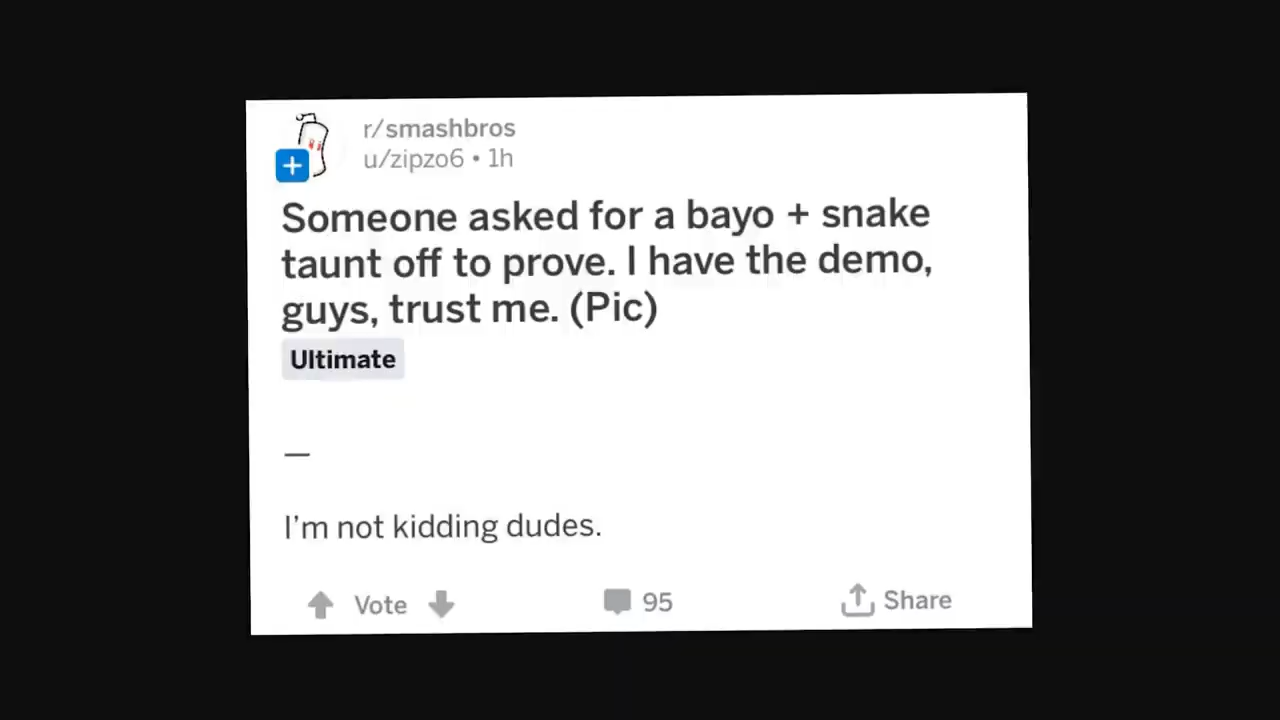 r/smashbros
u/zipzo6 • 1h
Someone asked for a bayo + snake
taunt off to prove. I have the demo,
guys, trust me. (Pic)
Ultimate
—
I'm not kidding dudes.
Vote
95
Share